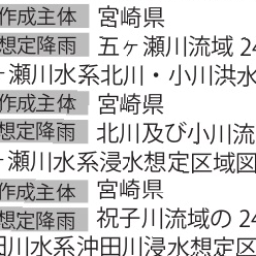 作成主体 宮崎県
想定降雨 五ヶ瀬川流域 24
ヶ瀬川水系北川・小川洪水
作成主体 宮崎県
想定降雨 北川及び小川流
ヶ瀬川水系浸水想定区域図
作成主体 宮崎県
想定降雨 祝子川流域の 24
田川水系沖田川浸水想定区